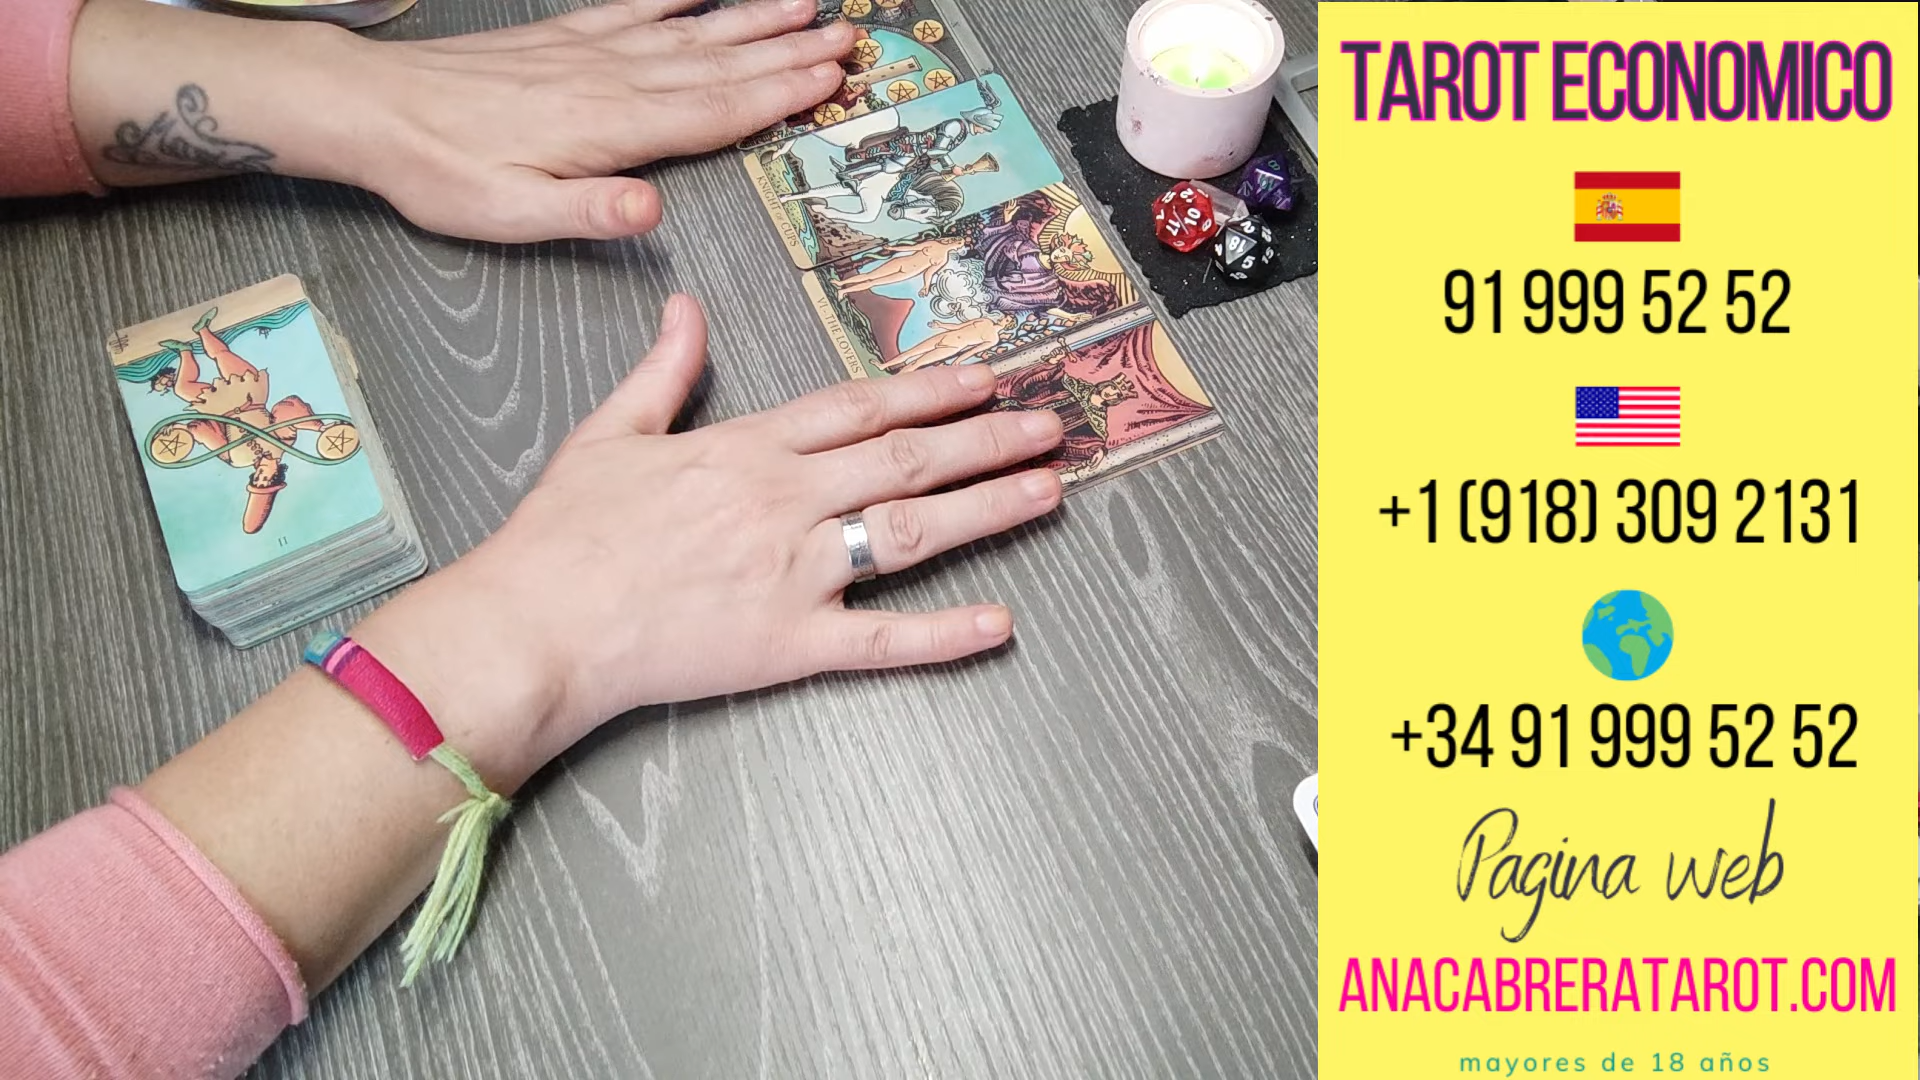 TAROT ECONOMICO
91 999 52 52
+1 (918) 309 2131
+34 91 999 52 52
Pagina web
ANACABRERATAROT.COM
mayores de 18 años
KNIGHT OF CUPS
VI · THE LOVERS
II